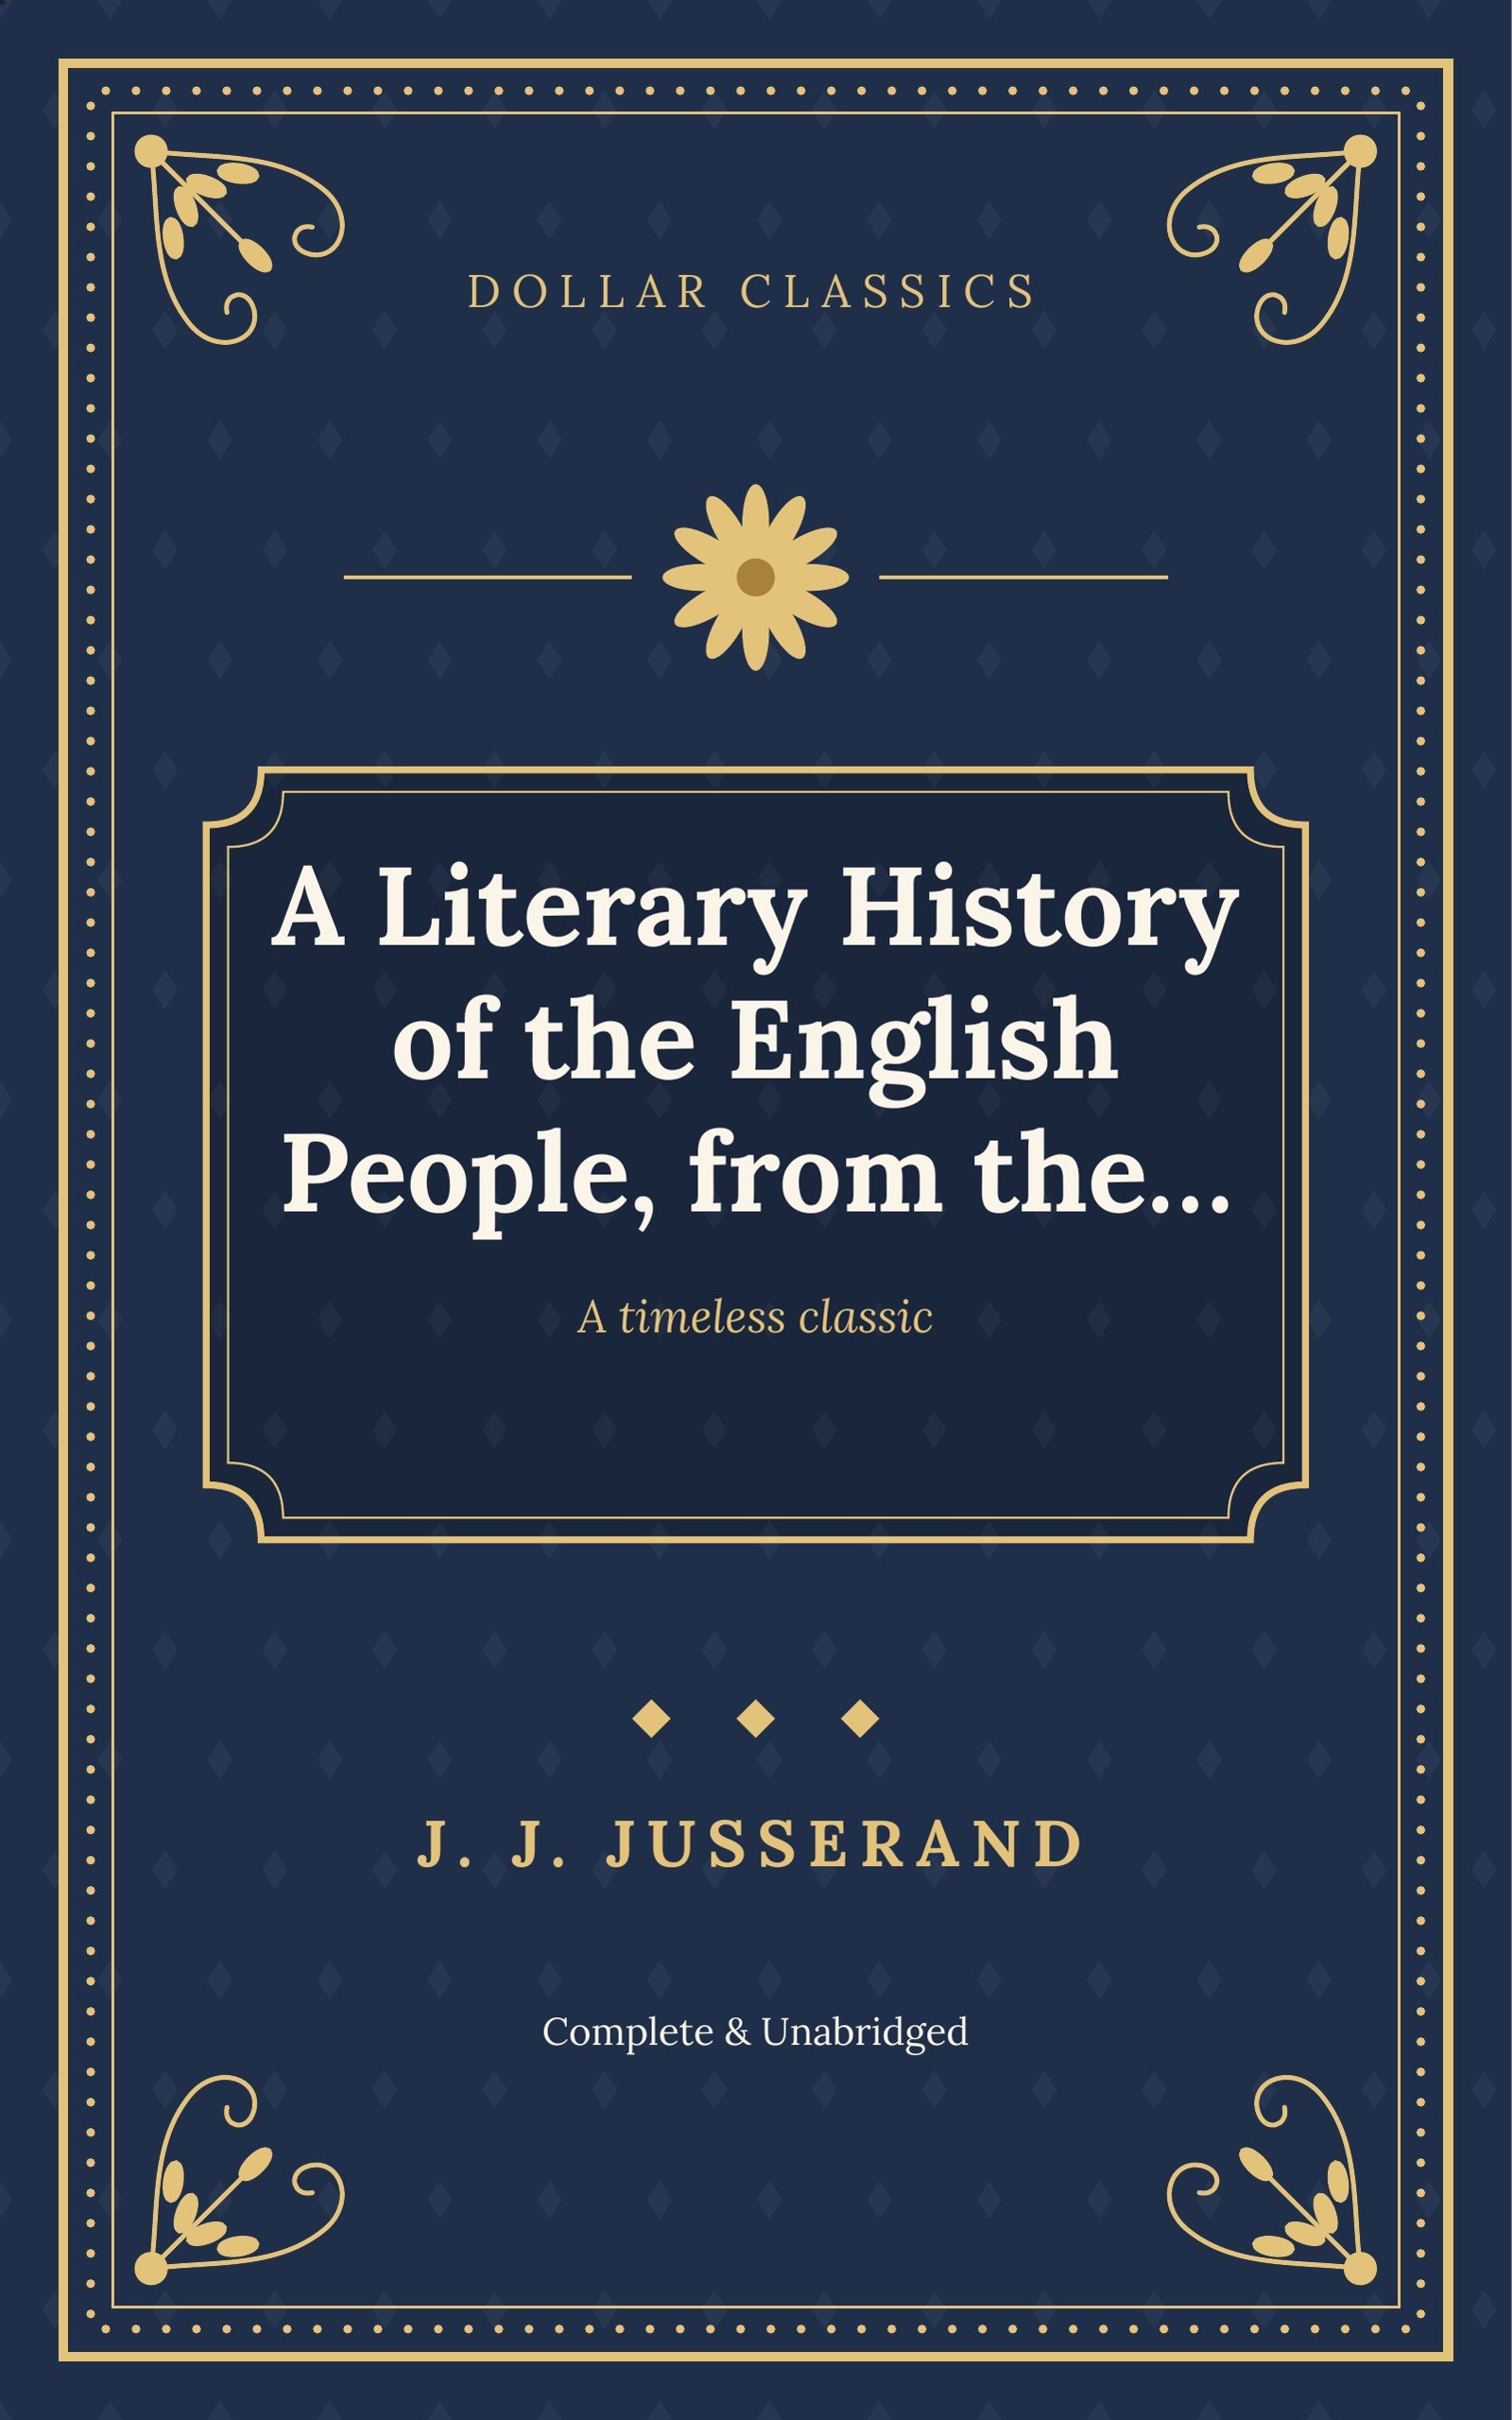 DOLLAR CLASSICS
A Literary History
of the English
People, from the...
A timeless classic
J. J. JUSSERAND
Complete & Unabridged